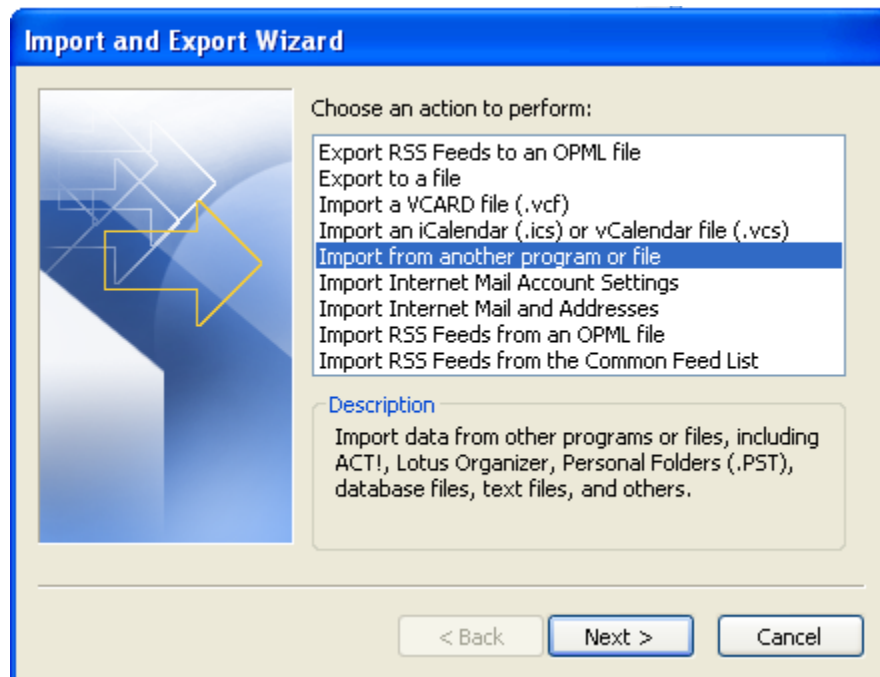 Import and Export Wizard
Choose an action to perform:
Export RSS Feeds to an OPML file
Export to a file
Import a VCARD file (.vcf)
Import an iCalendar (.ics) or vCalendar file (.vcs)
Import from another program or file
Import Internet Mail Account Settings
Import Internet Mail and Addresses
Import RSS Feeds from an OPML file
Import RSS Feeds from the Common Feed List
Description
Import data from other programs or files, including
ACT!, Lotus Organizer, Personal Folders (.PST),
database files, text files, and others.
< Back
Next >
Cancel